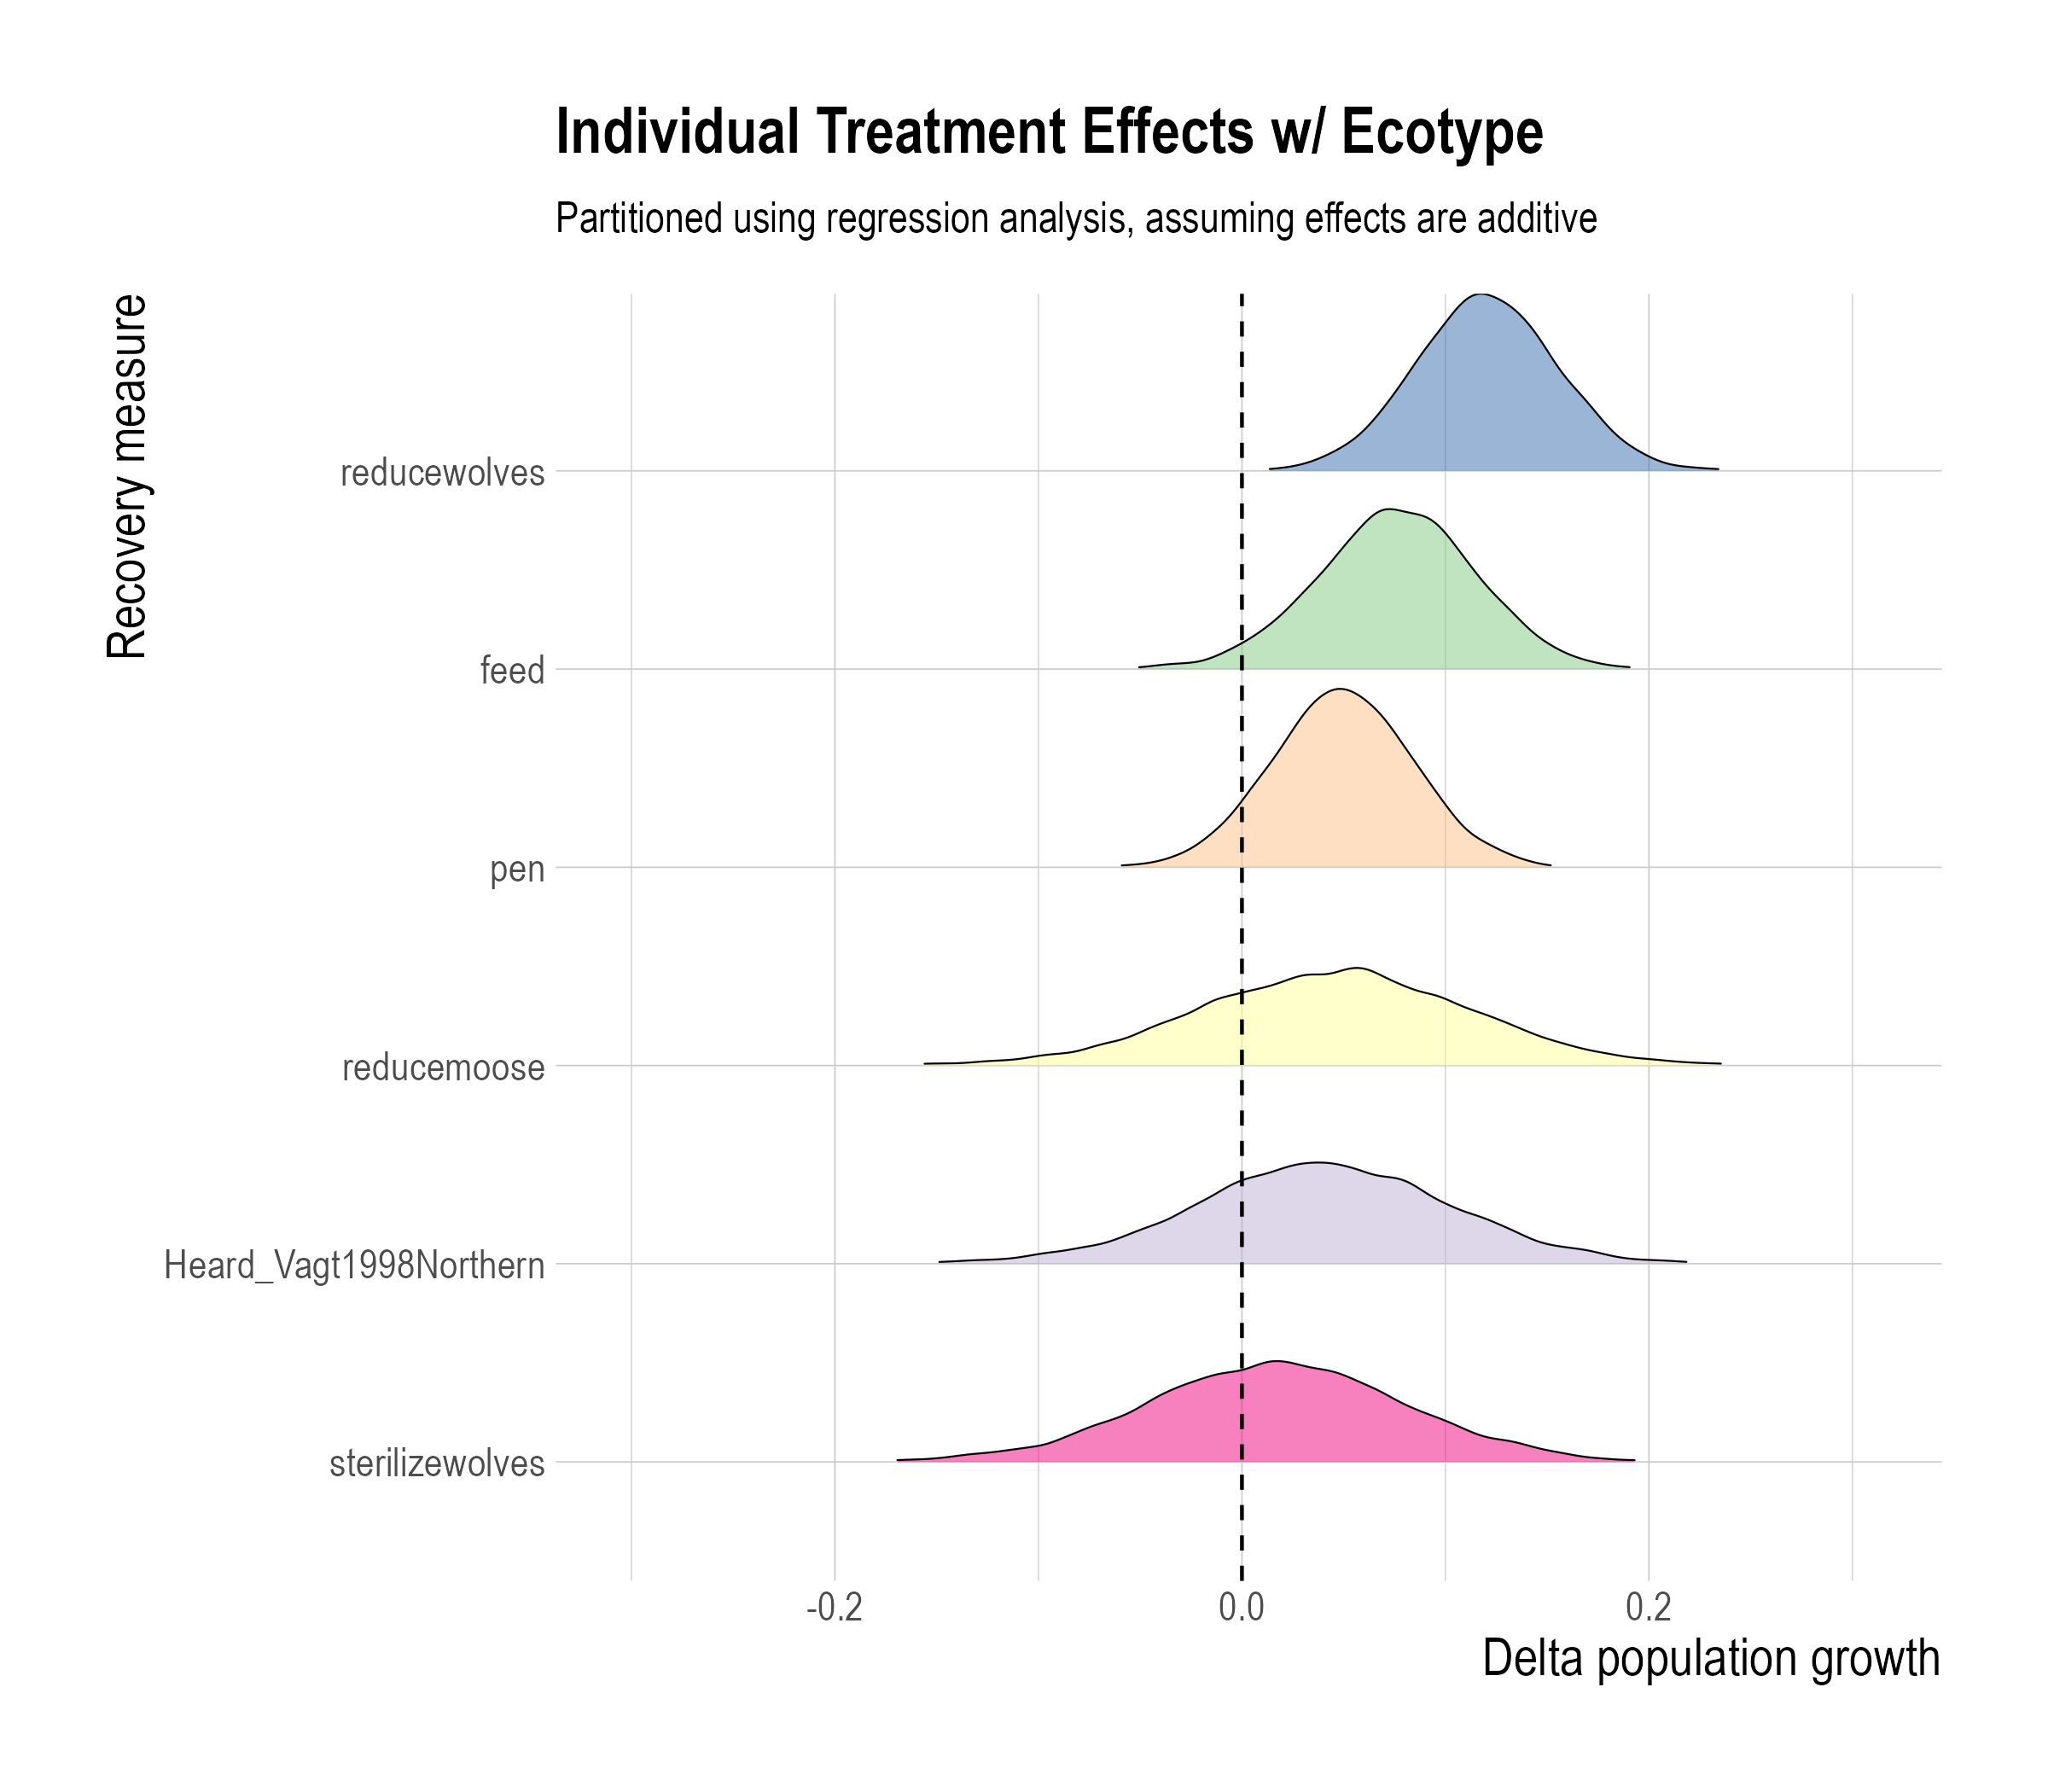 Individual Treatment Effects w/ Ecotype
Partitioned using regression analysis, assuming effects are additive
Recovery measure
reducewolves
feed
pen
reducemoose
Heard_Vagt1998Northern
sterilizewolves
-0.2
0.0
0.2
Delta population growth